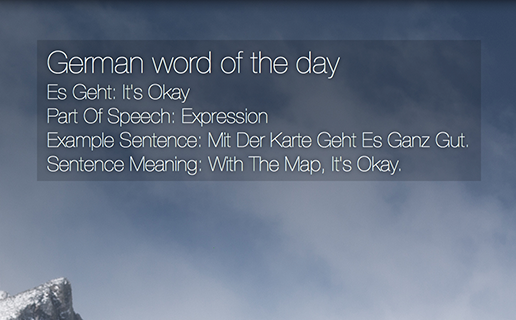 German word of the day
Es Geht: It's Okay
Part Of Speech: Expression
Example Sentence: Mit Der Karte Geht Es Ganz Gut.
Sentence Meaning: With The Map, It's Okay.